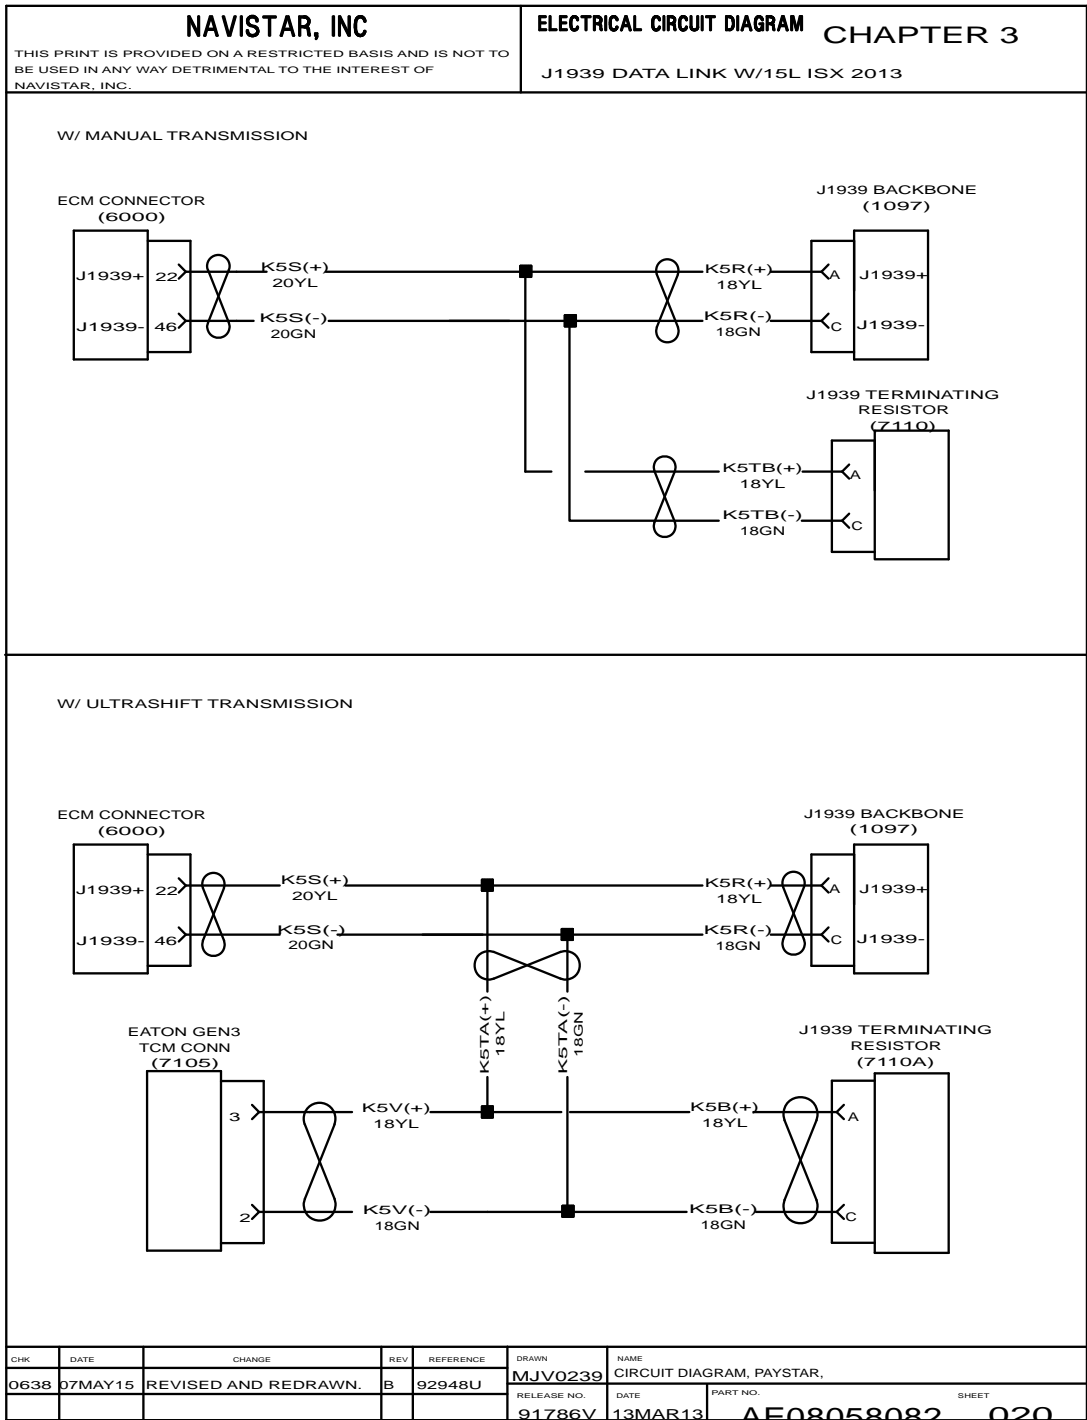 NAVISTAR, INC
THIS PRINT IS PROVIDED ON A RESTRICTED BASIS AND IS NOT TO
BE USED IN ANY WAY DETRIMENTAL TO THE INTEREST OF
NAVISTAR, INC.
ELECTRICAL CIRCUIT DIAGRAM
CHAPTER 3
J1939 DATA LINK W/15L ISX 2013
W/ MANUAL TRANSMISSION
ECM CONNECTOR
(6000)
J1939+
22
J1939-
46
K5S(+)
20YL
K5S(-)
20GN
K5R(+)
18YL
K5R(-)
18GN
J1939 BACKBONE
(1097)
A
J1939+
C
J1939-
J1939 TERMINATING
RESISTOR
(7110)
K5TB(+)
18YL
A
K5TB(-)
18GN
C
W/ ULTRASHIFT TRANSMISSION
ECM CONNECTOR
(6000)
J1939+
22
J1939-
46
K5S(+)
20YL
K5S(-)
20GN
K5R(+)
18YL
K5R(-)
18GN
J1939 BACKBONE
(1097)
A
J1939+
C
J1939-
K5TA(+)
18YL
K5TA(-)
18GN
EATON GEN3
TCM CONN
(7105)
3
2
K5V(+)
18YL
K5V(-)
18GN
K5B(+)
18YL
K5B(-)
18GN
J1939 TERMINATING
RESISTOR
(7110A)
A
C
CHK DATE CHANGE REV REFERENCE
0638 07MAY15 REVISED AND REDRAWN. B 92948U
DRAWN
MJV0239
NAME
CIRCUIT DIAGRAM, PAYSTAR,
RELEASE NO.
91786V
DATE
13MAR13
PART NO.
AE08058082
SHEET
020